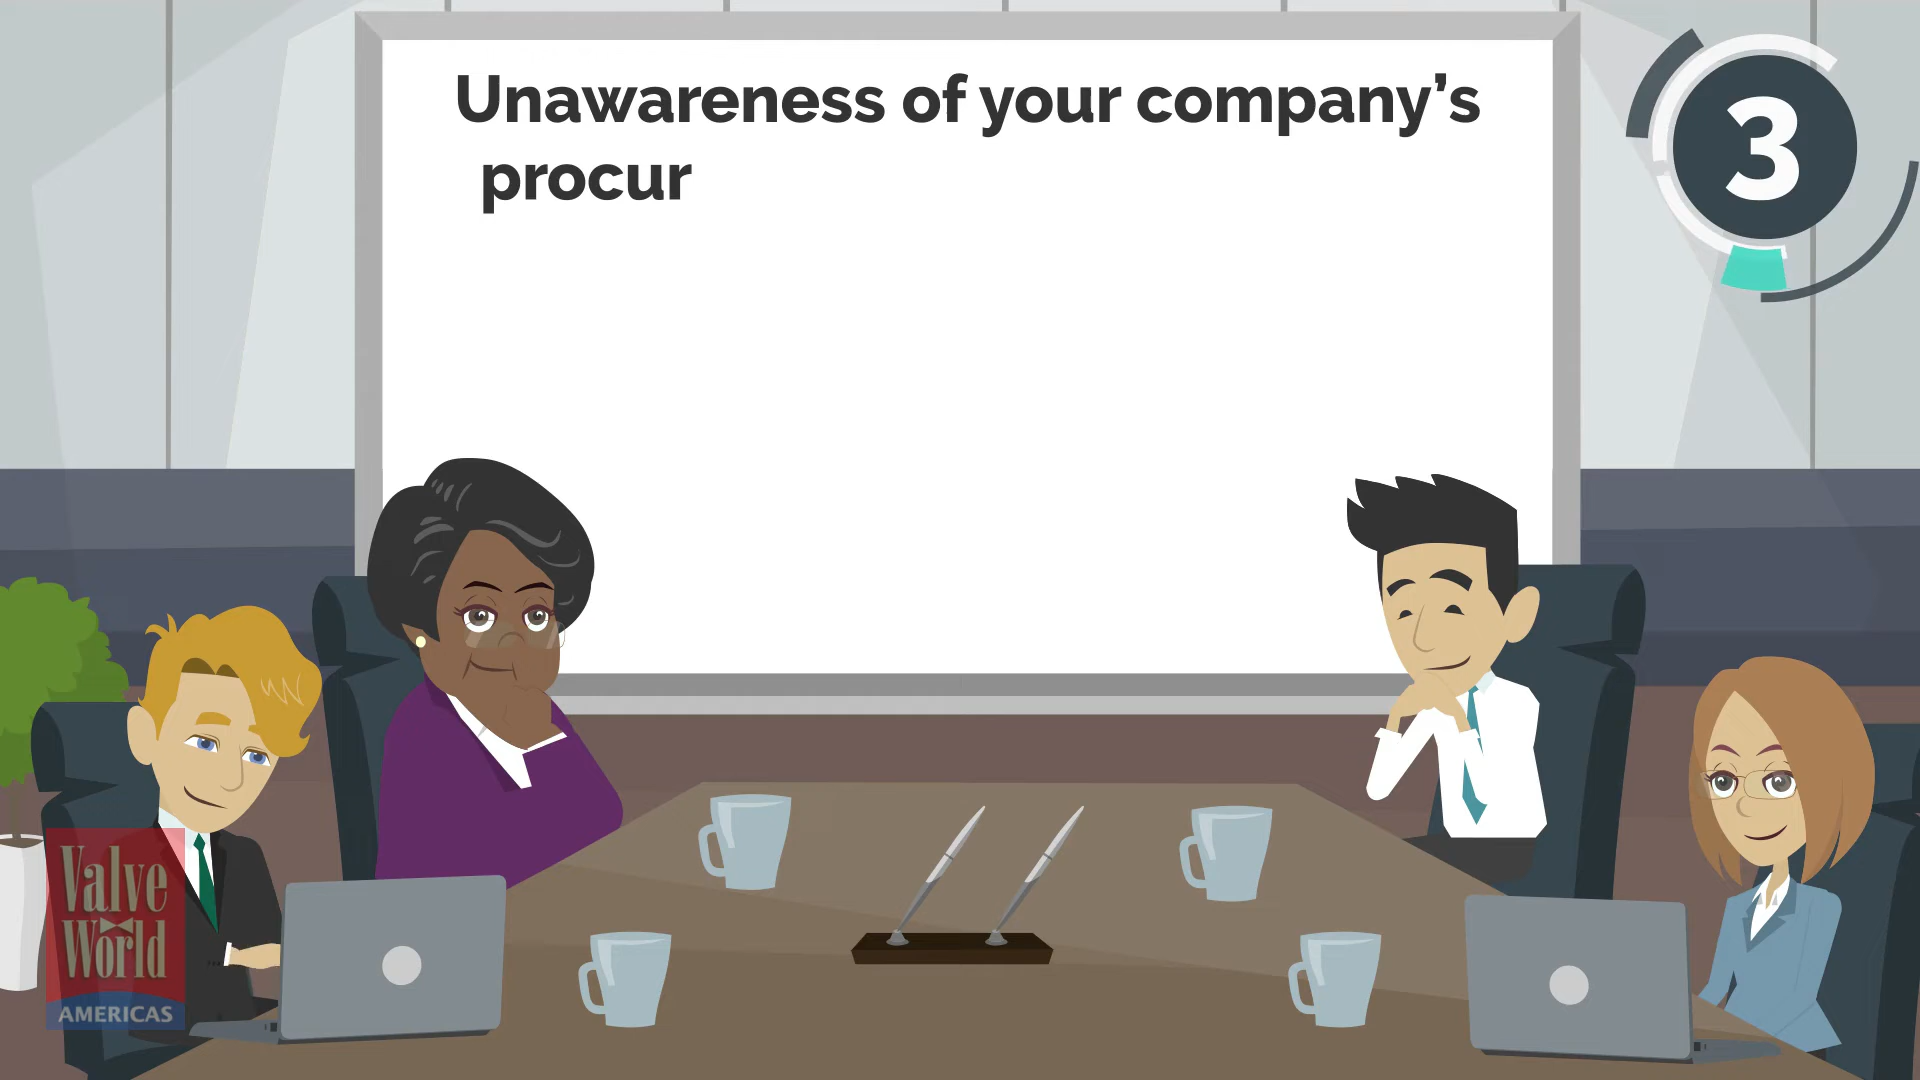 Unawareness of your company’s
procur
3
Valve
World
AMERICAS